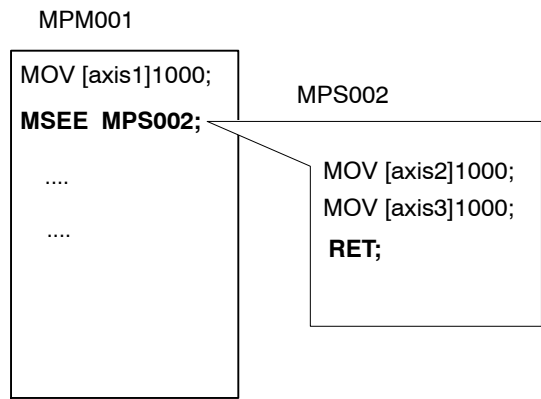 MPM001
MOV [axis1]1000;
MSEE MPS002;
....
....
MPS002
MOV [axis2]1000;
MOV [axis3]1000;
RET;